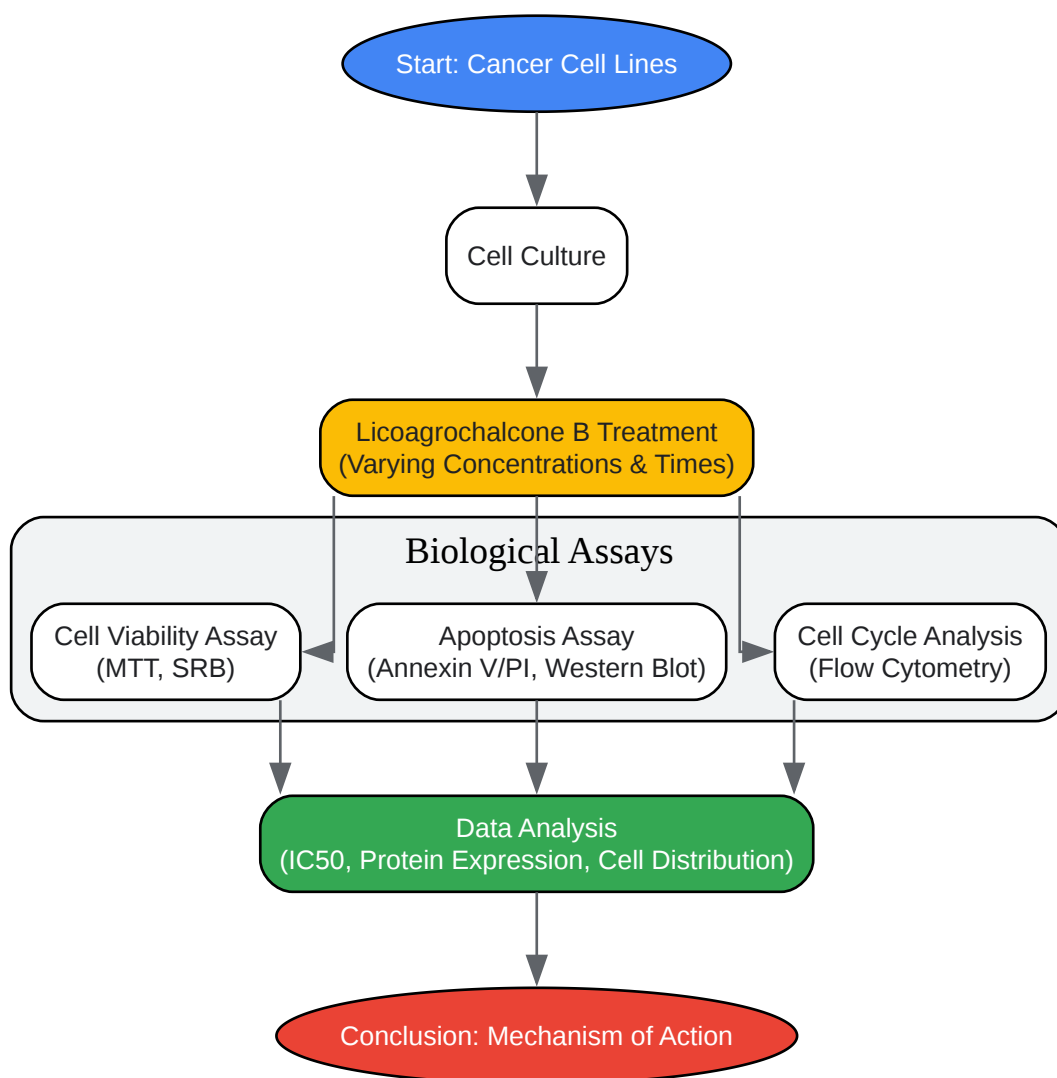 Start: Cancer Cell Lines
Cell Culture
Licoagrochalcone B Treatment
(Varying Concentrations & Times)
Biological Assays
Cell Viability Assay
(MTT, SRB)
Apoptosis Assay
(Annexin V/PI, Western Blot)
Cell Cycle Analysis
(Flow Cytometry)
Data Analysis
(IC50, Protein Expression, Cell Distribution)
Conclusion: Mechanism of Action